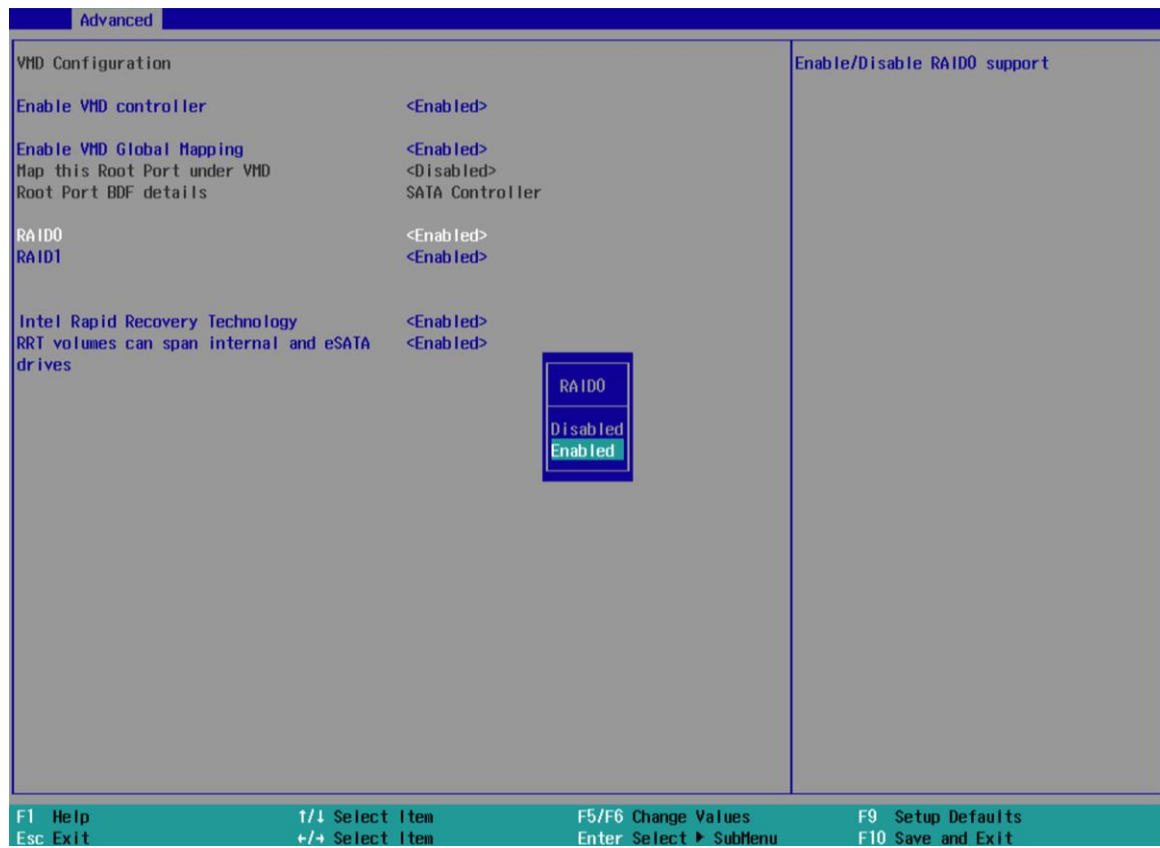 Advanced
VMD Configuration
Enable/Disable RAID0 support
Enable VMD controller <Enabled>
Enable VMD Global Mapping <Enabled>
Map this Root Port under VMD <Disabled>
Root Port BDF details SATA Controller
RAID0 <Enabled>
RAID1 <Enabled>
Intel Rapid Recovery Technology <Enabled>
RRT volumes can span internal and eSATA <Enabled>
drives
RAID0
Disabled
Enabled
F1 Help ↑/↓ Select Item F5/F6 Change Values F9 Setup Defaults
Esc Exit ←/→ Select Item Enter Select ▶ SubMenu F10 Save and Exit